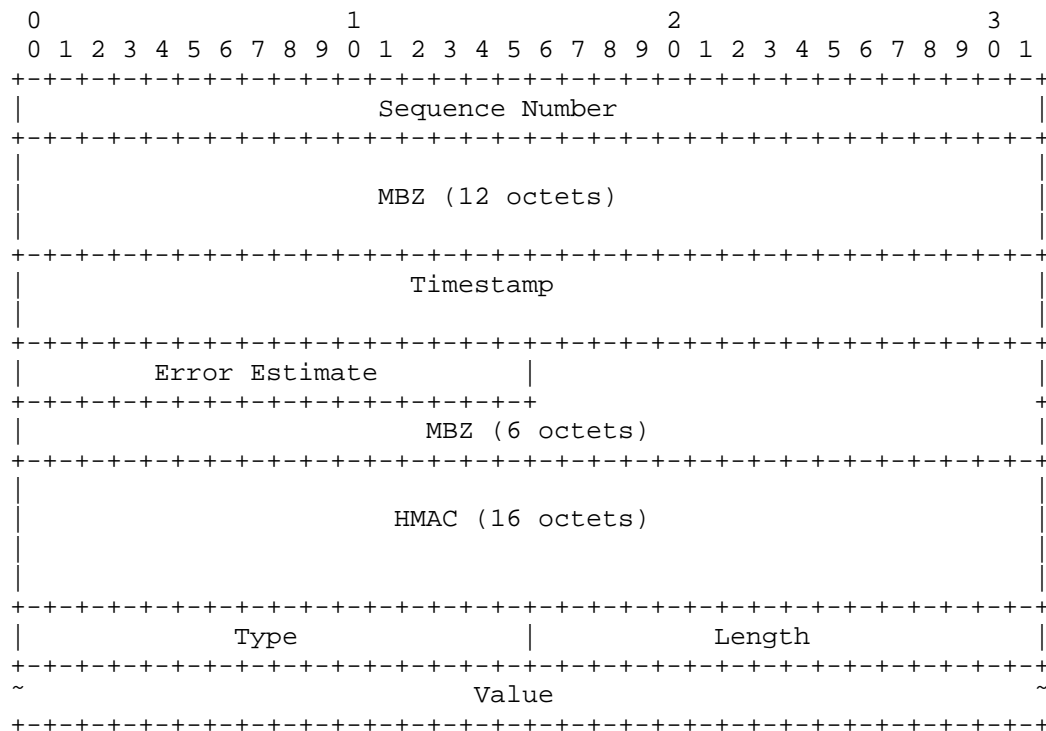 0                   1                   2                   3
 0 1 2 3 4 5 6 7 8 9 0 1 2 3 4 5 6 7 8 9 0 1 2 3 4 5 6 7 8 9 0 1
+-+-+-+-+-+-+-+-+-+-+-+-+-+-+-+-+-+-+-+-+-+-+-+-+-+-+-+-+-+-+-+-+
|                      Sequence Number                          |
+-+-+-+-+-+-+-+-+-+-+-+-+-+-+-+-+-+-+-+-+-+-+-+-+-+-+-+-+-+-+-+-+
|                                                               |
|                      MBZ (12 octets)                          |
|                                                               |
+-+-+-+-+-+-+-+-+-+-+-+-+-+-+-+-+-+-+-+-+-+-+-+-+-+-+-+-+-+-+-+-+
|                        Timestamp                              |
|                                                               |
+-+-+-+-+-+-+-+-+-+-+-+-+-+-+-+-+-+-+-+-+-+-+-+-+-+-+-+-+-+-+-+-+
|        Error Estimate         |                               |
+-+-+-+-+-+-+-+-+-+-+-+-+-+-+-+-+                               +
|                         MBZ (6 octets)                        |
+-+-+-+-+-+-+-+-+-+-+-+-+-+-+-+-+-+-+-+-+-+-+-+-+-+-+-+-+-+-+-+-+
|                                                               |
|                       HMAC (16 octets)                        |
|                                                               |
|                                                               |
+-+-+-+-+-+-+-+-+-+-+-+-+-+-+-+-+-+-+-+-+-+-+-+-+-+-+-+-+-+-+-+-+
|             Type              |           Length              |
+-+-+-+-+-+-+-+-+-+-+-+-+-+-+-+-+-+-+-+-+-+-+-+-+-+-+-+-+-+-+-+-+
~                            Value                              ~
+-+-+-+-+-+-+-+-+-+-+-+-+-+-+-+-+-+-+-+-+-+-+-+-+-+-+-+-+-+-+-+-+